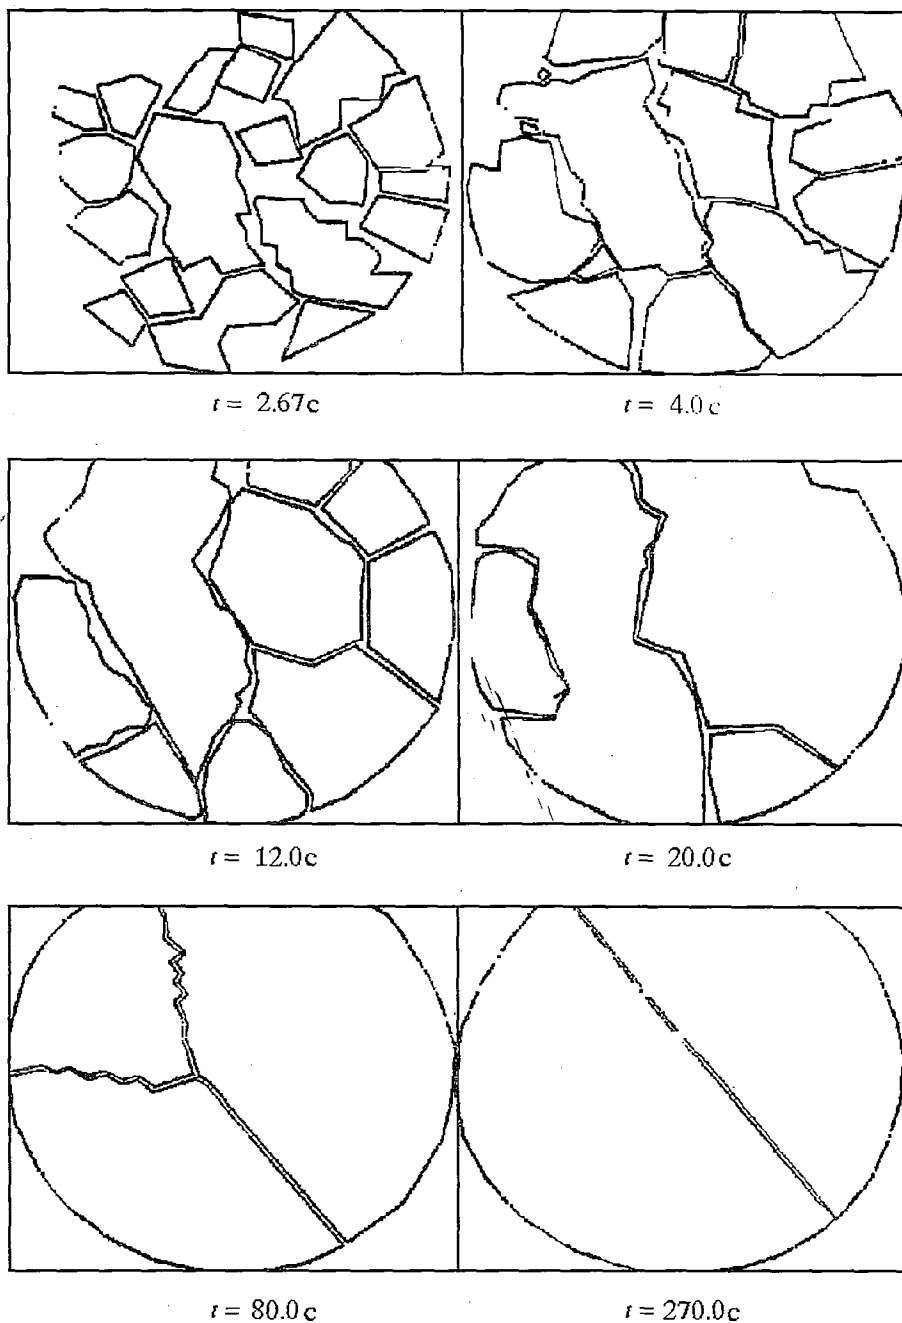 t = 2.67c
t = 4.0c
t = 12.0c
t = 20.0c
t = 80.0c
t = 270.0c